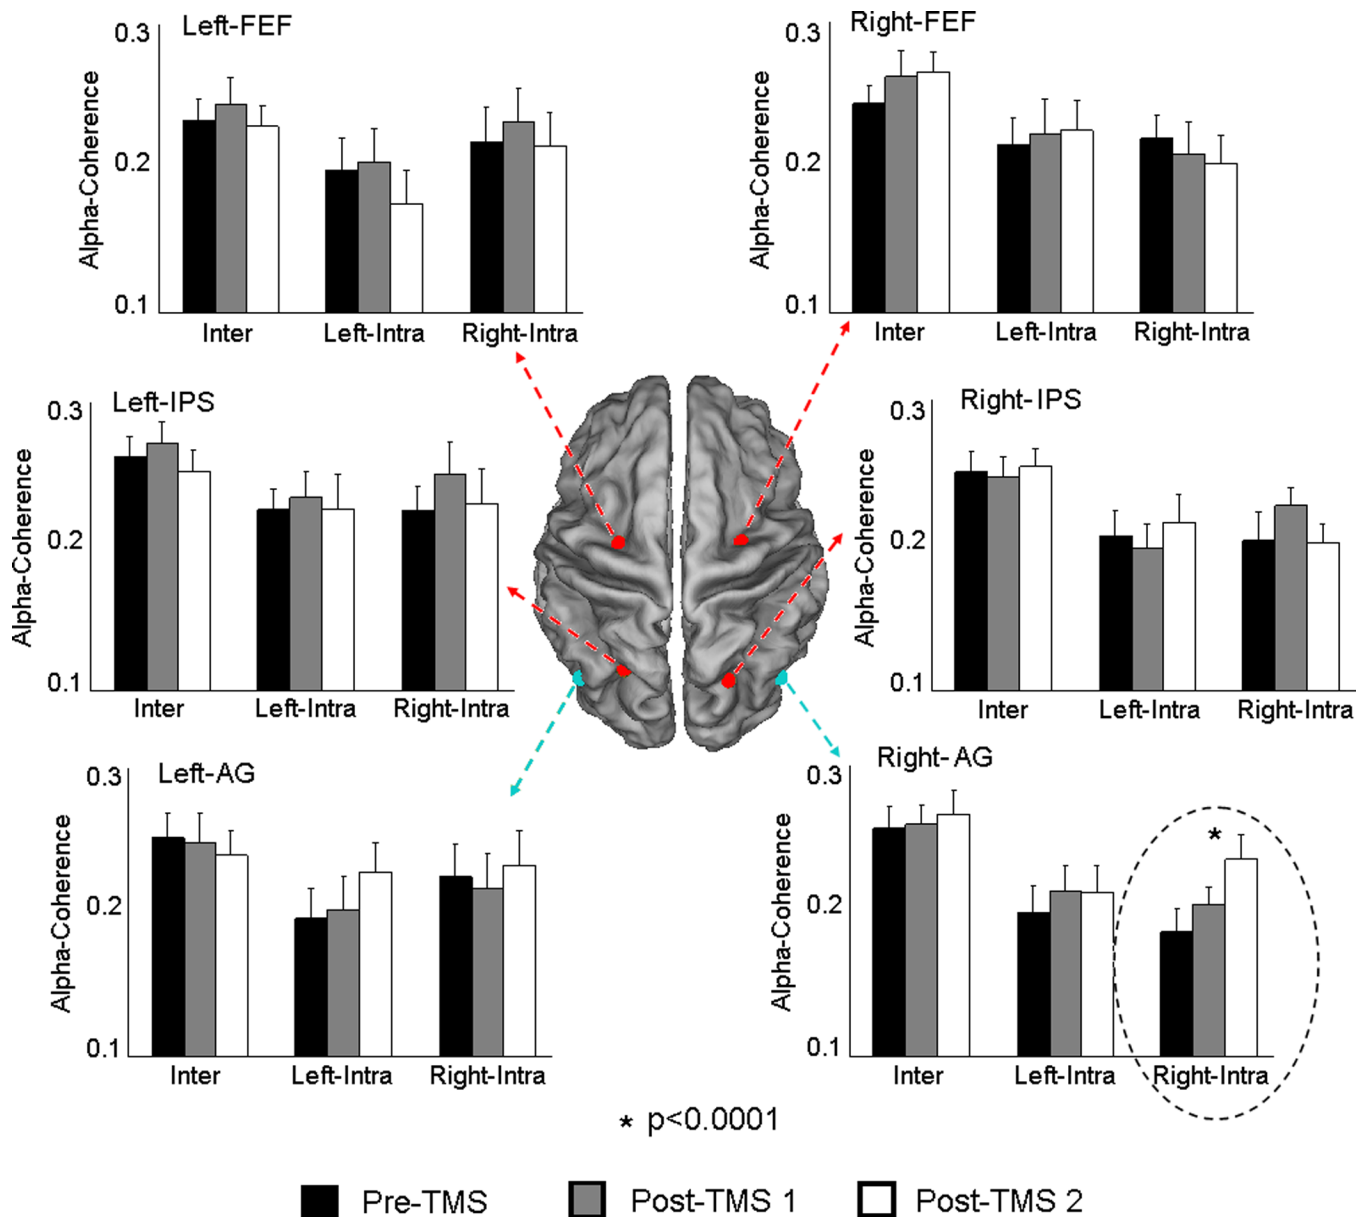 Left-FEF
Alpha-Coherence
0.3
0.2
0.1
Inter Left-Intra Right-Intra
Right-FEF
Alpha-Coherence
0.3
0.2
0.1
Inter Left-Intra Right-Intra
Left-IPS
Alpha-Coherence
0.3
0.2
0.1
Inter Left-Intra Right-Intra
Right-IPS
Alpha-Coherence
0.3
0.2
0.1
Inter Left-Intra Right-Intra
Left-AG
Alpha-Coherence
0.3
0.2
0.1
Inter Left-Intra Right-Intra
Right-AG
Alpha-Coherence
0.3
0.2
0.1
*
Inter Left-Intra Right-Intra
* p<0.0001
Pre-TMS Post-TMS 1 Post-TMS 2